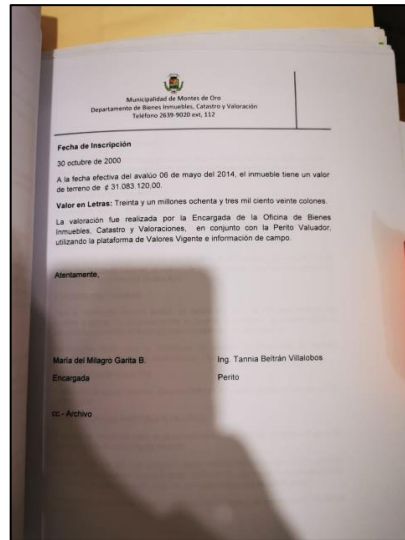 Municipalidad de Montes de Oro
Departamento de Bienes Inmuebles, Catastro y Valoración
Teléfono 2639-9020 ext, 112
Fecha de Inscripción
30 octubre de 2000
A la fecha efectiva del avalúo 06 de mayo del 2014, el inmueble tiene un valor
de terreno de ¢ 31.083.120,00.
Valor en Letras: Treinta y un millones ochenta y tres mil ciento veinte colones.
La valoración fue realizada por la Encargada de la Oficina de Bienes
Inmuebles, Catastro y Valoraciones, en conjunto con la Perito Valuador,
utilizando la plataforma de Valores Vigente e información de campo.
Atentamente,
María del Milagro Garita B. Ing. Tannia Beltrán Villalobos
Encargada Perito
cc.- Archivo